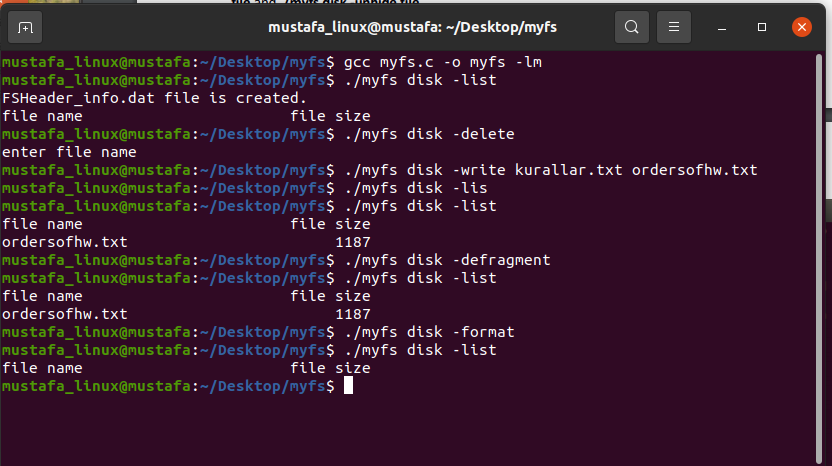 mustafa_linux@mustafa: ~/Desktop/myfs
mustafa_linux@mustafa:~/Desktop/myfs$ gcc myfs.c -o myfs -lm
mustafa_linux@mustafa:~/Desktop/myfs$ ./myfs disk -list
FSHeader_info.dat file is created.
file name                       file size
mustafa_linux@mustafa:~/Desktop/myfs$ ./myfs disk -delete
enter file name
mustafa_linux@mustafa:~/Desktop/myfs$ ./myfs disk -write kurallar.txt ordersofhw.txt
mustafa_linux@mustafa:~/Desktop/myfs$ ./myfs disk -lis
mustafa_linux@mustafa:~/Desktop/myfs$ ./myfs disk -list
file name                       file size
ordersofhw.txt                       1187
mustafa_linux@mustafa:~/Desktop/myfs$ ./myfs disk -defragment
mustafa_linux@mustafa:~/Desktop/myfs$ ./myfs disk -list
file name                       file size
ordersofhw.txt                       1187
mustafa_linux@mustafa:~/Desktop/myfs$ ./myfs disk -format
mustafa_linux@mustafa:~/Desktop/myfs$ ./myfs disk -list
file name                       file size
mustafa_linux@mustafa:~/Desktop/myfs$